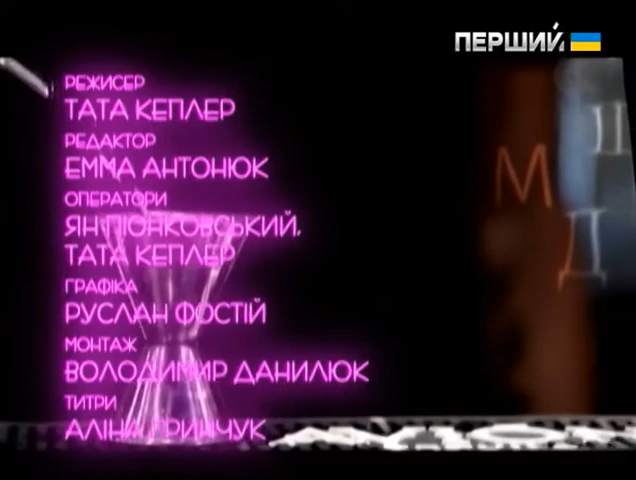 ПЕРШИЙ
РЕЖИСЕР
ТАТА КЕПЛЕР
РЕДАКТОР
ЕММА АНТОНЮК
ОПЕРАТОРИ
ЯН ПІОНКОВСЬКИЙ,
ТАТА КЕПЛЕР
ГРАФІКА
РУСЛАН ФОСТІЙ
МОНТАЖ
ВОЛОДИМИР ДАНИЛЮК
ТИТРИ
АЛІНА ГРИНЧУК
М
Д